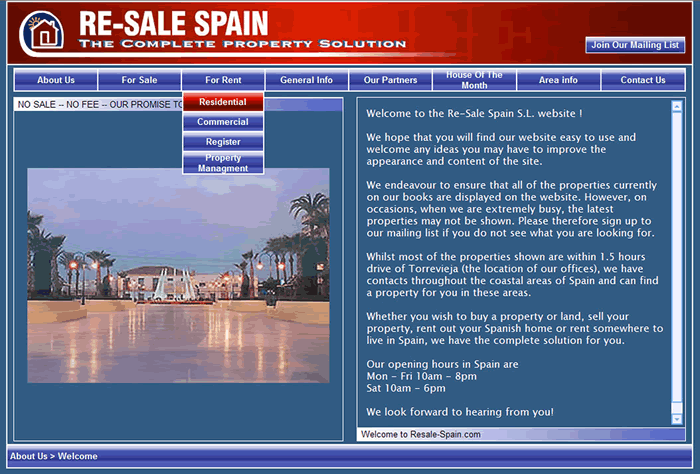 RE-SALE SPAIN
THE COMPLETE PROPERTY SOLUTION
Join Our Mailing List
About Us
For Sale
For Rent
General Info
Our Partners
House Of The
Month
Area info
Contact Us
NO SALE -- NO FEE -- OUR PROMISE TO
Residential
Commercial
Register
Property
Managment
Welcome to the Re-Sale Spain S.L. website !
We hope that you will find our website easy to use and
welcome any ideas you may have to improve the
appearance and content of the site.
We endeavour to ensure that all of the properties currently
on our books are displayed on the website. However, on
occasions, when we are extremely busy, the latest
properties may not be shown. Please therefore sign up to
our mailing list if you do not see what you are looking for.
Whilst most of the properties shown are within 1.5 hours
drive of Torrevieja (the location of our offices), we have
contacts throughout the coastal areas of Spain and can find
a property for you in these areas.
Whether you wish to buy a property or land, sell your
property, rent out your Spanish home or rent somewhere to
live in Spain, we have the complete solution for you.
Our opening hours in Spain are
Mon - Fri 10am - 8pm
Sat 10am - 6pm
We look forward to hearing from you!
Welcome to Resale-Spain.com
About Us > Welcome